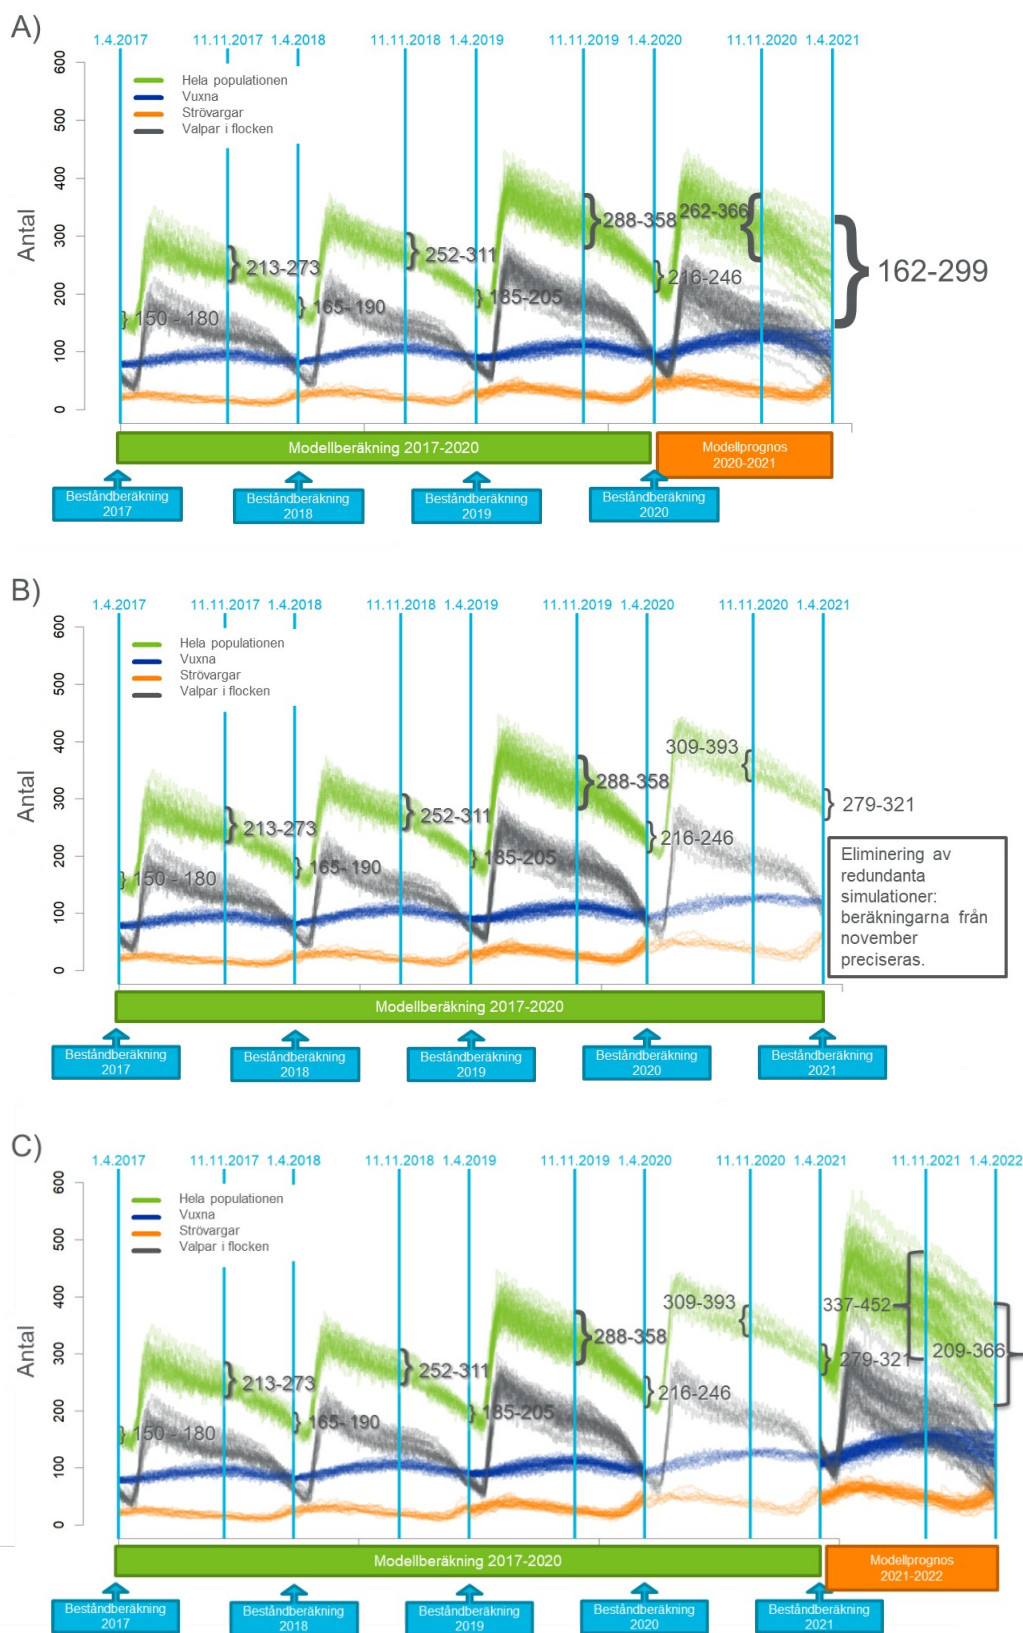 A)
1.4.2017 11.11.2017 1.4.2018 11.11.2018 1.4.2019 11.11.2019 1.4.2020 11.11.2020 1.4.2021
600
500
400
300
200
100
0
Antal
Hela populationen
Vuxna
Strövargar
Valpar i flocken
150 - 180
213-273
165- 190
252-311
185-205
288-358
216-246
262-366
162-299
Modellberäkning 2017-2020
Modellprognos
2020-2021
Beståndberäkning
2017
Beståndberäkning
2018
Beståndberäkning
2019
Beståndberäkning
2020
B)
1.4.2017 11.11.2017 1.4.2018 11.11.2018 1.4.2019 11.11.2019 1.4.2020 11.11.2020 1.4.2021
600
500
400
300
200
100
0
Antal
Hela populationen
Vuxna
Strövargar
Valpar i flocken
150 - 180
213-273
165- 190
252-311
185-205
288-358
216-246
309-393
279-321
Eliminering av
redundanta
simulationer:
beräkningarna från
november
preciseras.
Modellberäkning 2017-2020
Beståndberäkning
2017
Beståndberäkning
2018
Beståndberäkning
2019
Beståndberäkning
2020
Beståndberäkning
2021
C)
1.4.2017 11.11.2017 1.4.2018 11.11.2018 1.4.2019 11.11.2019 1.4.2020 11.11.2020 1.4.2021 11.11.2021 1.4.2022
600
500
400
300
200
100
0
Antal
Hela populationen
Vuxna
Strövargar
Valpar i flocken
150 - 180
213-273
165- 190
252-311
185-205
288-358
216-246
309-393
279-321
337-452
209-366
Modellberäkning 2017-2020
Modellprognos
2021-2022
Beståndberäkning
2017
Beståndberäkning
2018
Beståndberäkning
2019
Beståndberäkning
2020
Beståndberäkning
2021